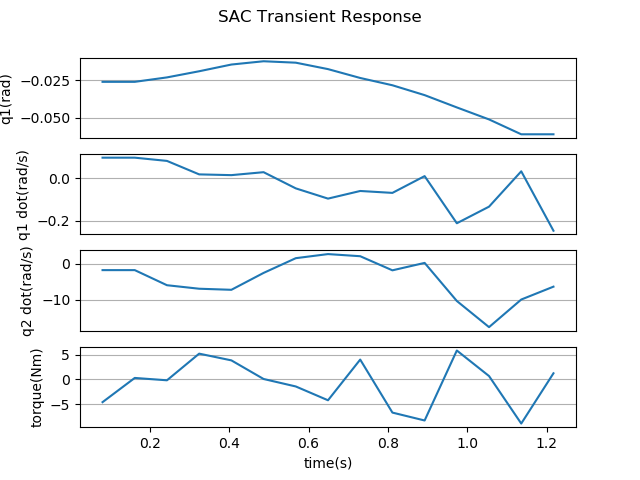 SAC Transient Response
q1(rad)
−0.025
−0.050
q1 dot(rad/s)
0.0
−0.2
q2 dot(rad/s)
0
−10
torque(Nm)
5
0
−5
0.2 0.4 0.6 0.8 1.0 1.2
time(s)